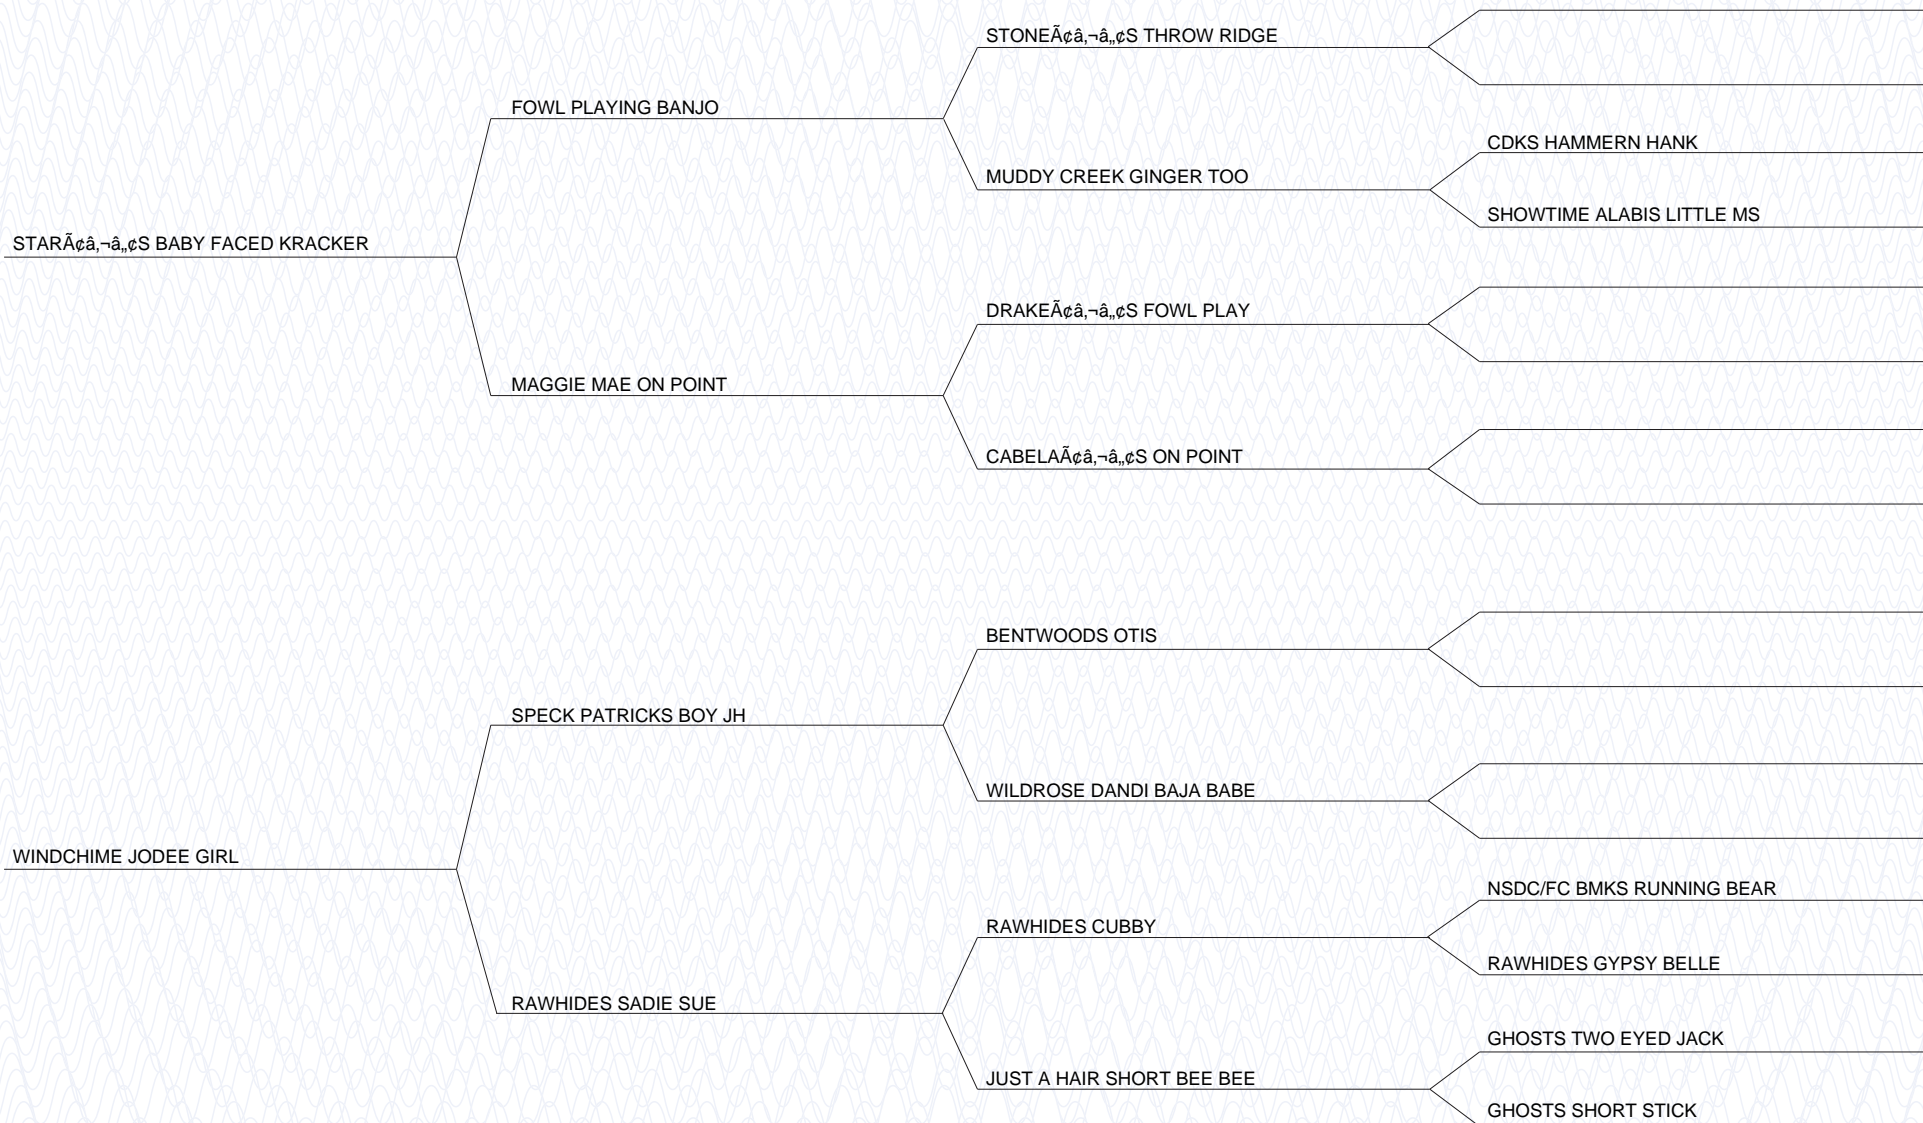 STONEÃ¢â‚¬â„¢S THROW RIDGE
FOWL PLAYING BANJO
CDKS HAMMERN HANK
MUDDY CREEK GINGER TOO
SHOWTIME ALABIS LITTLE MS
STARÃ¢â‚¬â„¢S BABY FACED KRACKER
DRAKEÃ¢â‚¬â„¢S FOWL PLAY
MAGGIE MAE ON POINT
CABELAÃ¢â‚¬â„¢S ON POINT
BENTWOODS OTIS
SPECK PATRICKS BOY JH
WILDROSE DANDI BAJA BABE
WINDCHIME JODEE GIRL
NSDC/FC BMKS RUNNING BEAR
RAWHIDES CUBBY
RAWHIDES GYPSY BELLE
RAWHIDES SADIE SUE
GHOSTS TWO EYED JACK
JUST A HAIR SHORT BEE BEE
GHOSTS SHORT STICK